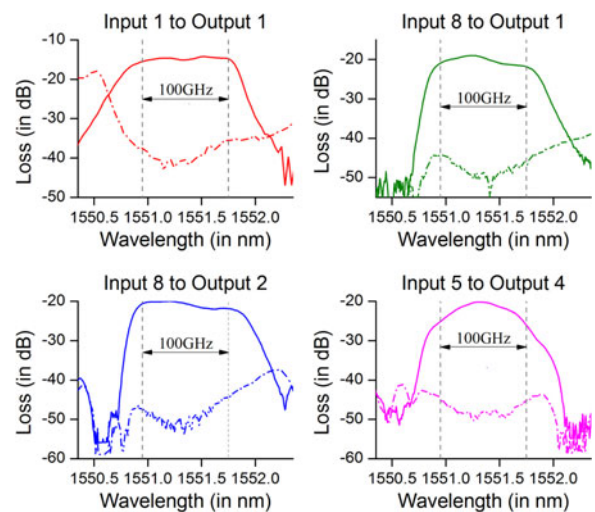 Input 1 to Output 1
Loss (in dB)
-10
-20
-30
-40
-50
100GHz
1550.5 1551.0 1551.5 1552.0
Wavelength (in nm)
Input 8 to Output 1
Loss (in dB)
-20
-30
-40
-50
100GHz
1550.5 1551.0 1551.5 1552.0
Wavelength (in nm)
Input 8 to Output 2
Loss (in dB)
-20
-30
-40
-50
-60
100GHz
1550.5 1551.0 1551.5 1552.0
Wavelength (in nm)
Input 5 to Output 4
Loss (in dB)
-20
-30
-40
-50
-60
100GHz
1550.5 1551.0 1551.5 1552.0
Wavelength (in nm)